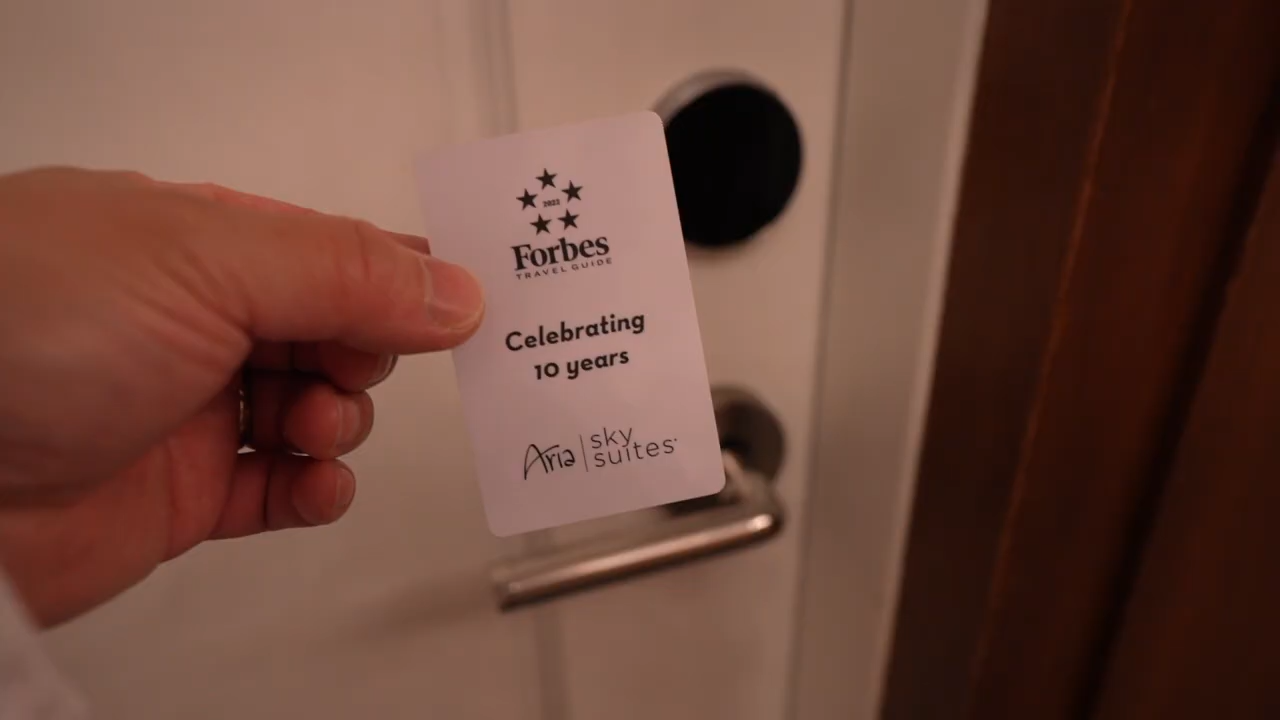 2022
Forbes
TRAVEL GUIDE
Celebrating
10 years
Aria | sky
suites